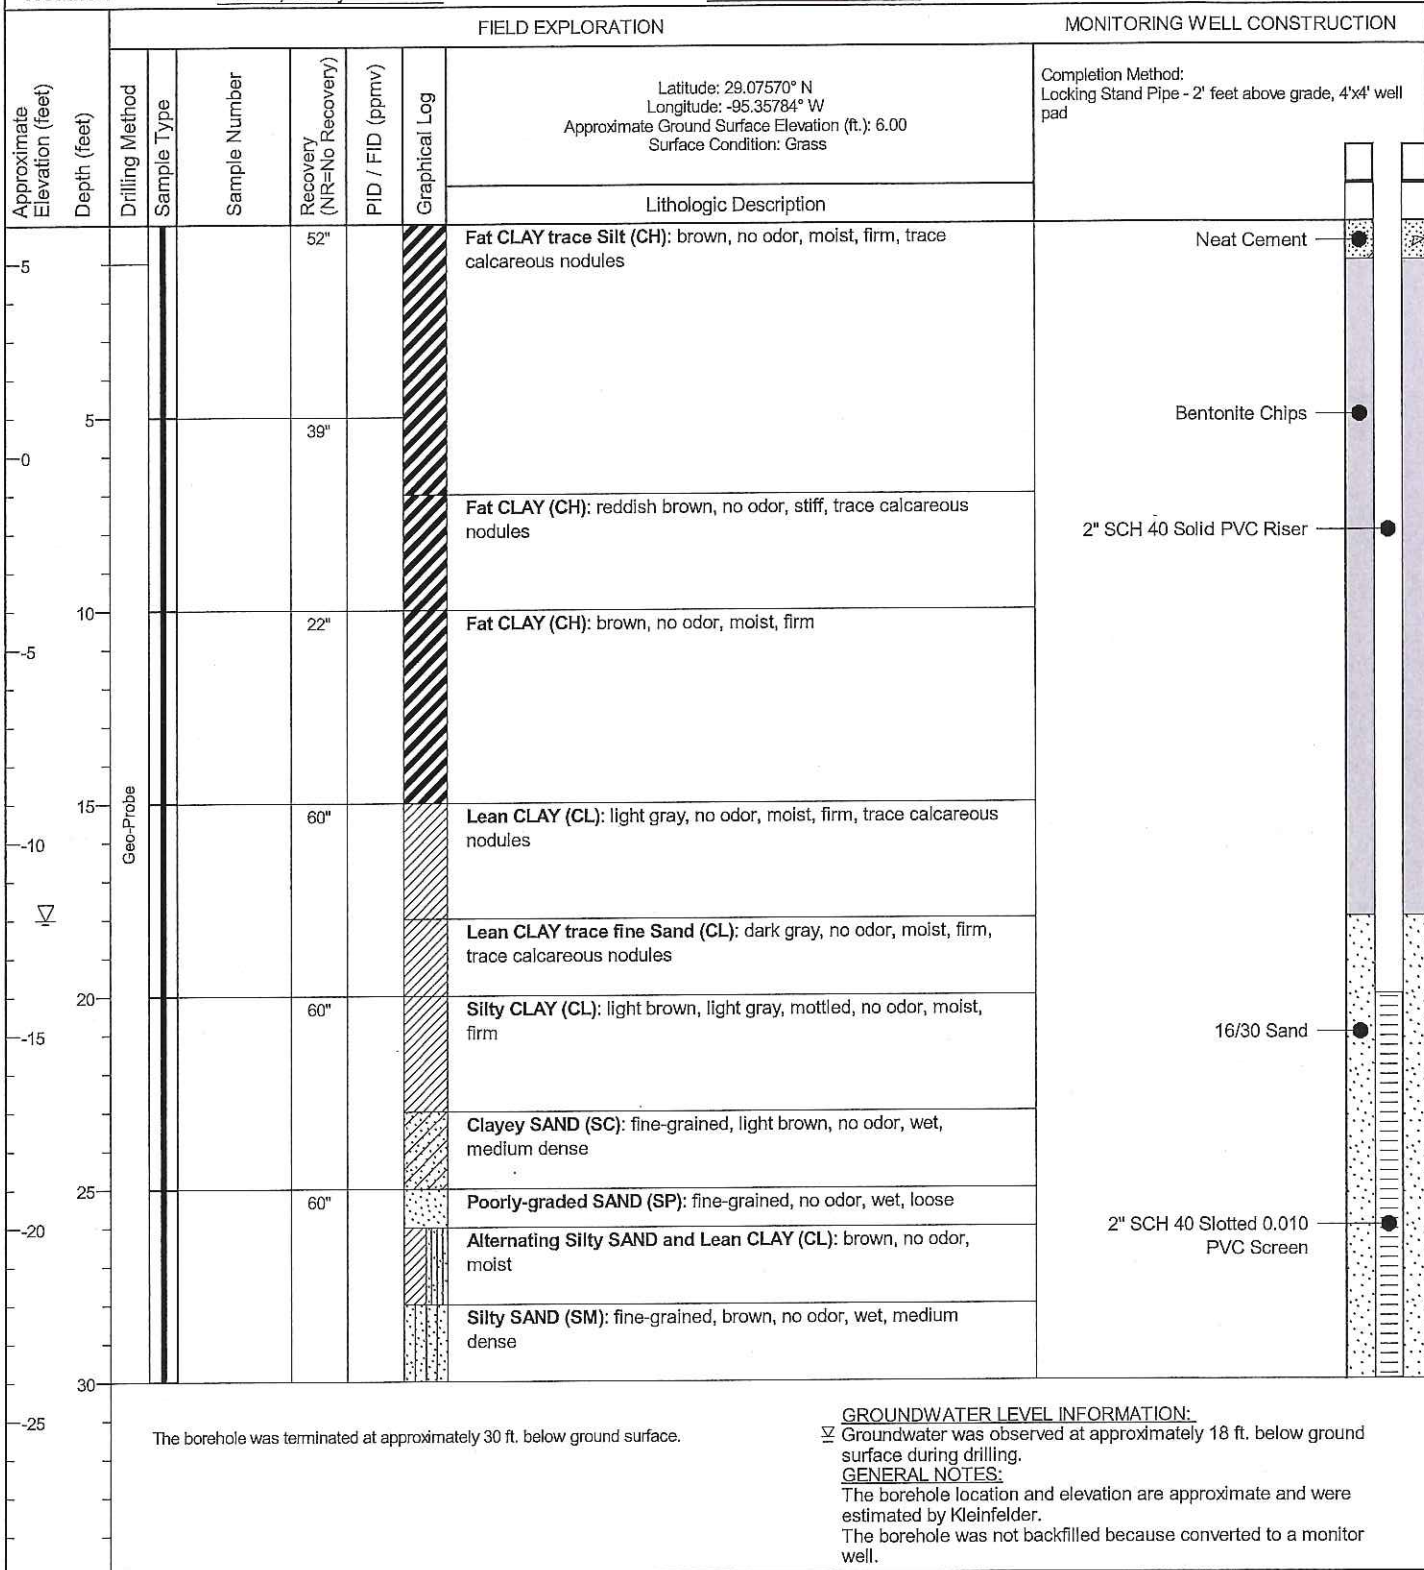 FIELD EXPLORATION
MONITORING WELL CONSTRUCTION
Approximate
Elevation (feet)
Depth (feet)
Drilling Method
Sample Type
Sample Number
Recovery
(NR=No Recovery)
PID / FID (ppmv)
Graphical Log
Latitude: 29.07570° N
Longitude: -95.35784° W
Approximate Ground Surface Elevation (ft.): 6.00
Surface Condition: Grass
Lithologic Description
Completion Method:
Locking Stand Pipe - 2' feet above grade, 4'x4' well
pad
52"
Fat CLAY trace Silt (CH): brown, no odor, moist, firm, trace
calcareous nodules
Neat Cement
5
5
39"
Bentonite Chips
0
Fat CLAY (CH): reddish brown, no odor, stiff, trace calcareous
nodules
2" SCH 40 Solid PVC Riser
10
22"
Fat CLAY (CH): brown, no odor, moist, firm
-5
15
Geo-Probe
60"
Lean CLAY (CL): light gray, no odor, moist, firm, trace calcareous
nodules
-10
Lean CLAY trace fine Sand (CL): dark gray, no odor, moist, firm,
trace calcareous nodules
20
60"
Silty CLAY (CL): light brown, light gray, mottled, no odor, moist,
firm
-15
16/30 Sand
Clayey SAND (SC): fine-grained, light brown, no odor, wet,
medium dense
25
60"
Poorly-graded SAND (SP): fine-grained, no odor, wet, loose
-20
Alternating Silty SAND and Lean CLAY (CL): brown, no odor,
moist
2" SCH 40 Slotted 0.010
PVC Screen
Silty SAND (SM): fine-grained, brown, no odor, wet, medium
dense
30
-25
The borehole was terminated at approximately 30 ft. below ground surface.
GROUNDWATER LEVEL INFORMATION:
Groundwater was observed at approximately 18 ft. below ground
surface during drilling.
GENERAL NOTES:
The borehole location and elevation are approximate and were
estimated by Kleinfelder.
The borehole was not backfilled because converted to a monitor
well.